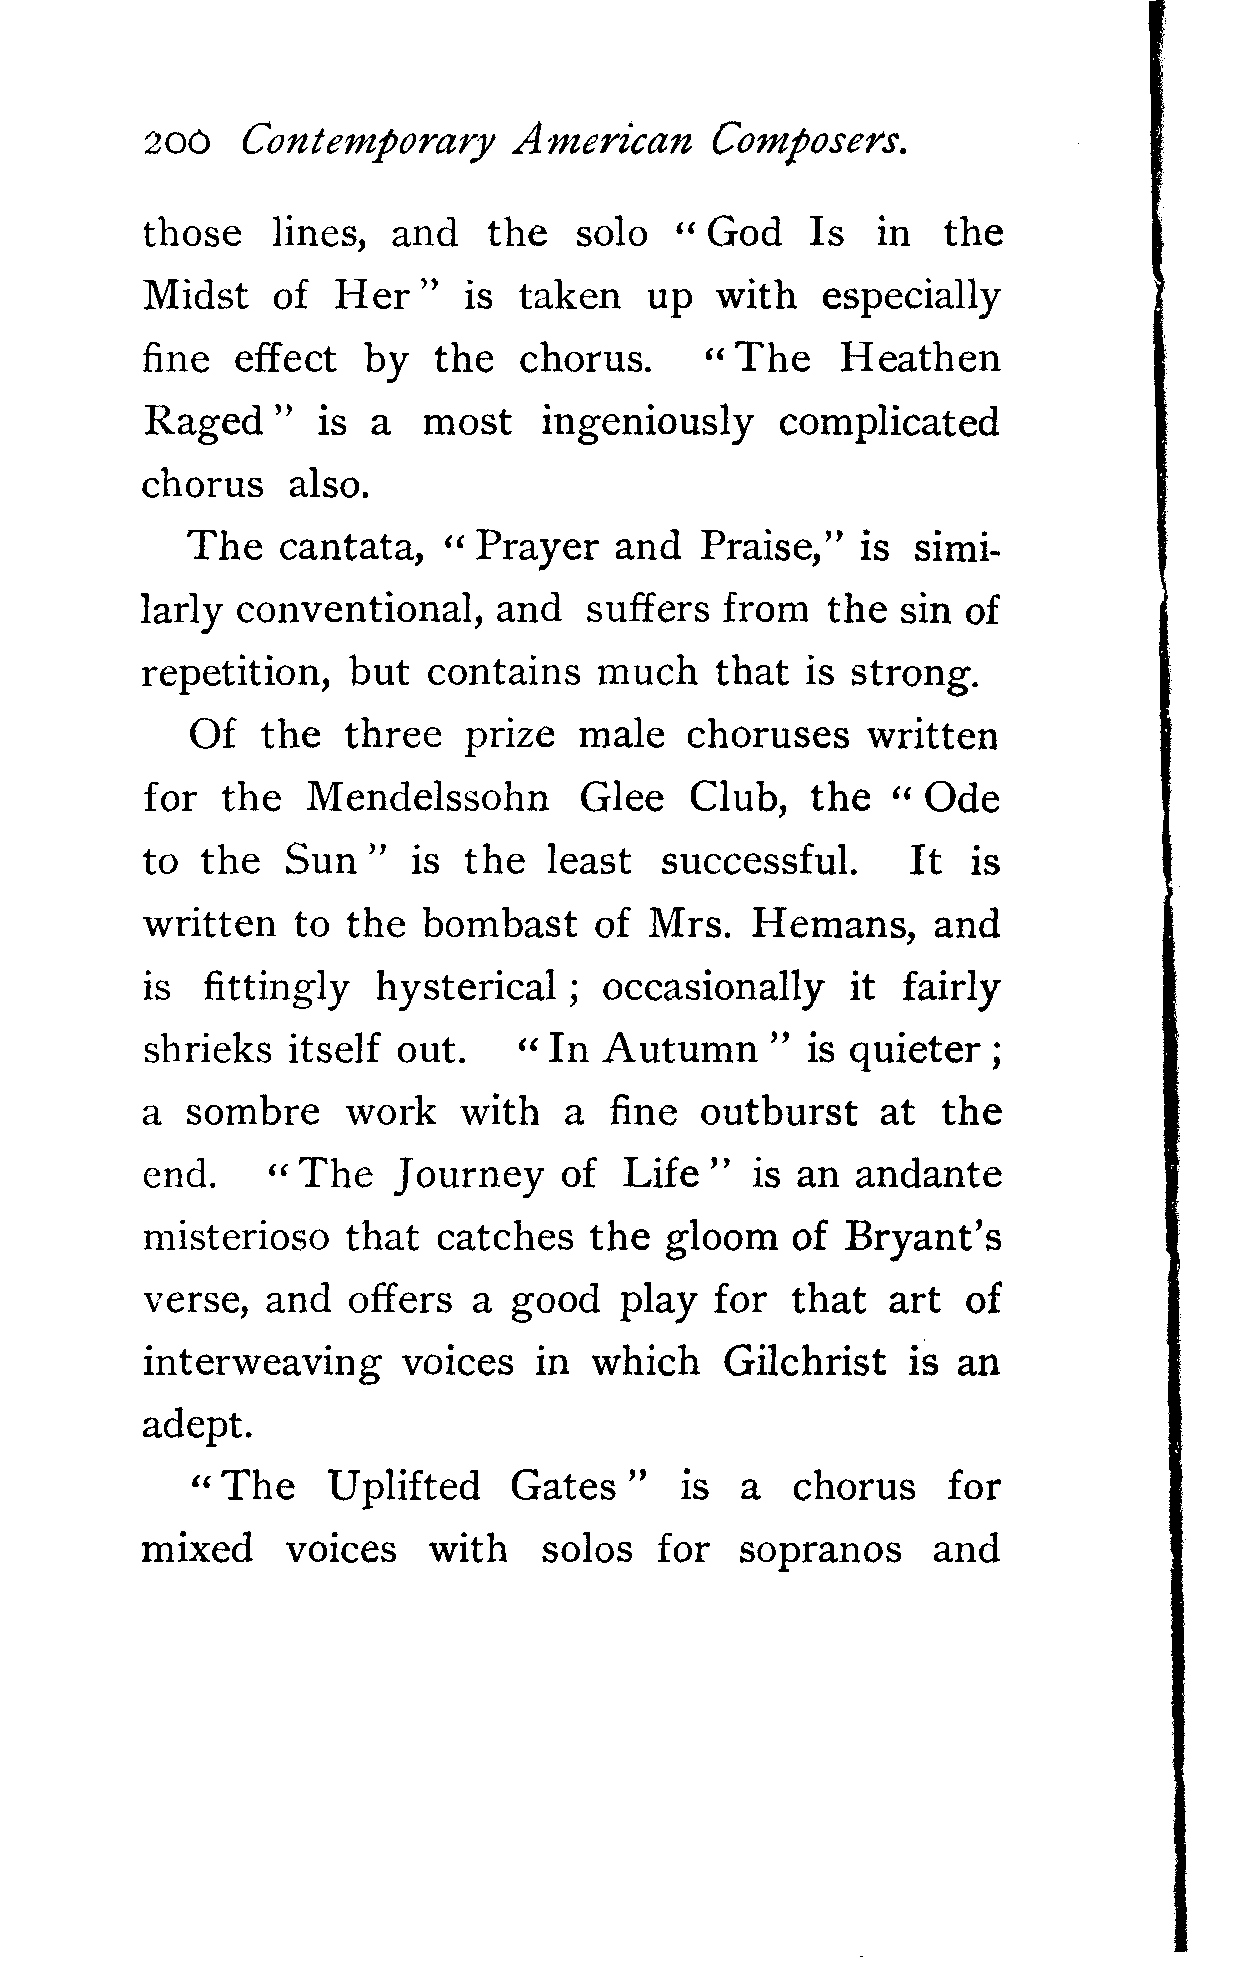 206 Contemporary American Composers.
those lines, and the solo “ God Is in the
Midst of Her ” is taken up with especially
fine effect by the chorus. “ The Heathen
Raged ” is a most ingeniously complicated
chorus also.
The cantata, “ Prayer and Praise,” is simi-
larly conventional, and suffers from the sin of
repetition, but contains much that is strong.
Of the three prize male choruses written
for the Mendelssohn Glee Club, the “ Ode
to the Sun ” is the least successful. It is
written to the bombast of Mrs. Hemans, and
is fittingly hysterical ; occasionally it fairly
shrieks itself out. “ In Autumn ” is quieter ;
a sombre work with a fine outburst at the
end. “ The Journey of Life ” is an andante
misterioso that catches the gloom of Bryant’s
verse, and offers a good play for that art of
interweaving voices in which Gilchrist is an
adept.
“ The Uplifted Gates ” is a chorus for
mixed voices with solos for sopranos and